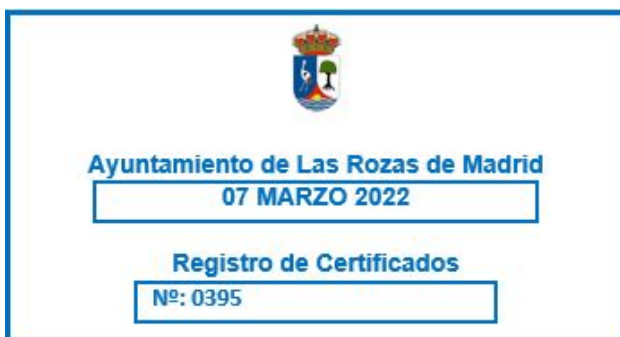 Ayuntamiento de Las Rozas de Madrid
07 MARZO 2022
Registro de Certificados
Nº: 0395